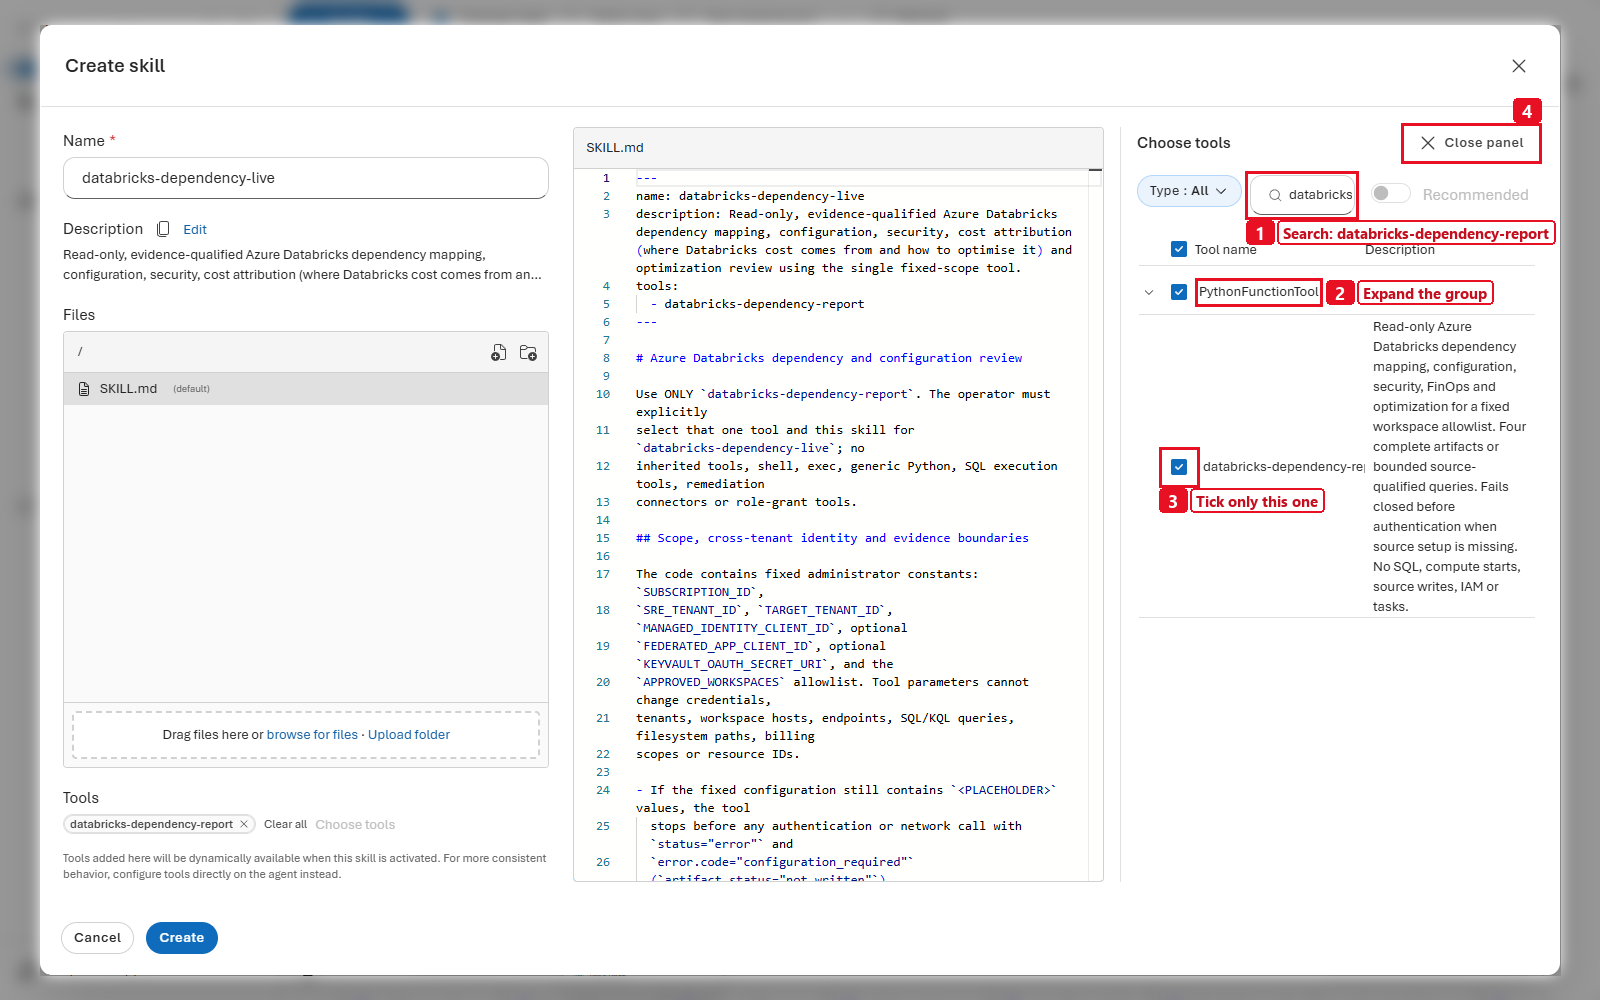 Create skill
Name *
databricks-dependency-live
Description Edit
Read-only, evidence-qualified Azure Databricks dependency mapping,
configuration, security, cost attribution (where Databricks cost comes from an...
Files
/
SKILL.md (default)
Drag files here or browse for files · Upload folder
Tools
databricks-dependency-report Clear all Choose tools
Tools added here will be dynamically available when this skill is activated. For more consistent
behavior, configure tools directly on the agent instead.
Cancel Create
SKILL.md
1 ---
2 name: databricks-dependency-live
3 description: Read-only, evidence-qualified Azure Databricks
dependency mapping, configuration, security, cost attribution
(where Databricks cost comes from and how to optimise it) and
optimization review using the single fixed-scope tool.
4 tools:
5 - databricks-dependency-report
6 ---
7
8 # Azure Databricks dependency and configuration review
9
10 Use ONLY `databricks-dependency-report`. The operator must
explicitly
11 select that one tool and this skill for
`databricks-dependency-live`; no
12 inherited tools, shell, exec, generic Python, SQL execution
tools, remediation
13 connectors or role-grant tools.
14
15 ## Scope, cross-tenant identity and evidence boundaries
16
17 The code contains fixed administrator constants:
`SUBSCRIPTION_ID`,
18 `SRE_TENANT_ID`, `TARGET_TENANT_ID`,
`MANAGED_IDENTITY_CLIENT_ID`, optional
19 `FEDERATED_APP_CLIENT_ID`, optional
`KEYVAULT_OAUTH_SECRET_URI`, and the
20 `APPROVED_WORKSPACES` allowlist. Tool parameters cannot
change credentials,
21 tenants, workspace hosts, endpoints, SQL/KQL queries,
filesystem paths, billing
22 scopes or resource IDs.
23
24 - If the fixed configuration still contains `<PLACEHOLDER>`
values, the tool
25 stops before any authentication or network call with
`status="error"` and
26 `error.code="configuration_required"`
(`artifact_status="not_written"`)
Choose tools
4
Close panel
Type : All
databricks
Recommended
1 Search: databricks-dependency-report
Tool name Description
PythonFunctionTool
2 Expand the group
databricks-dependency-rep
3 Tick only this one
Read-only Azure
Databricks dependency
mapping, configuration,
security, FinOps and
optimization for a fixed
workspace allowlist. Four
complete artifacts or
bounded source-
qualified queries. Fails
closed before
authentication when
source setup is missing.
No SQL, compute starts,
source writes, IAM or
tasks.